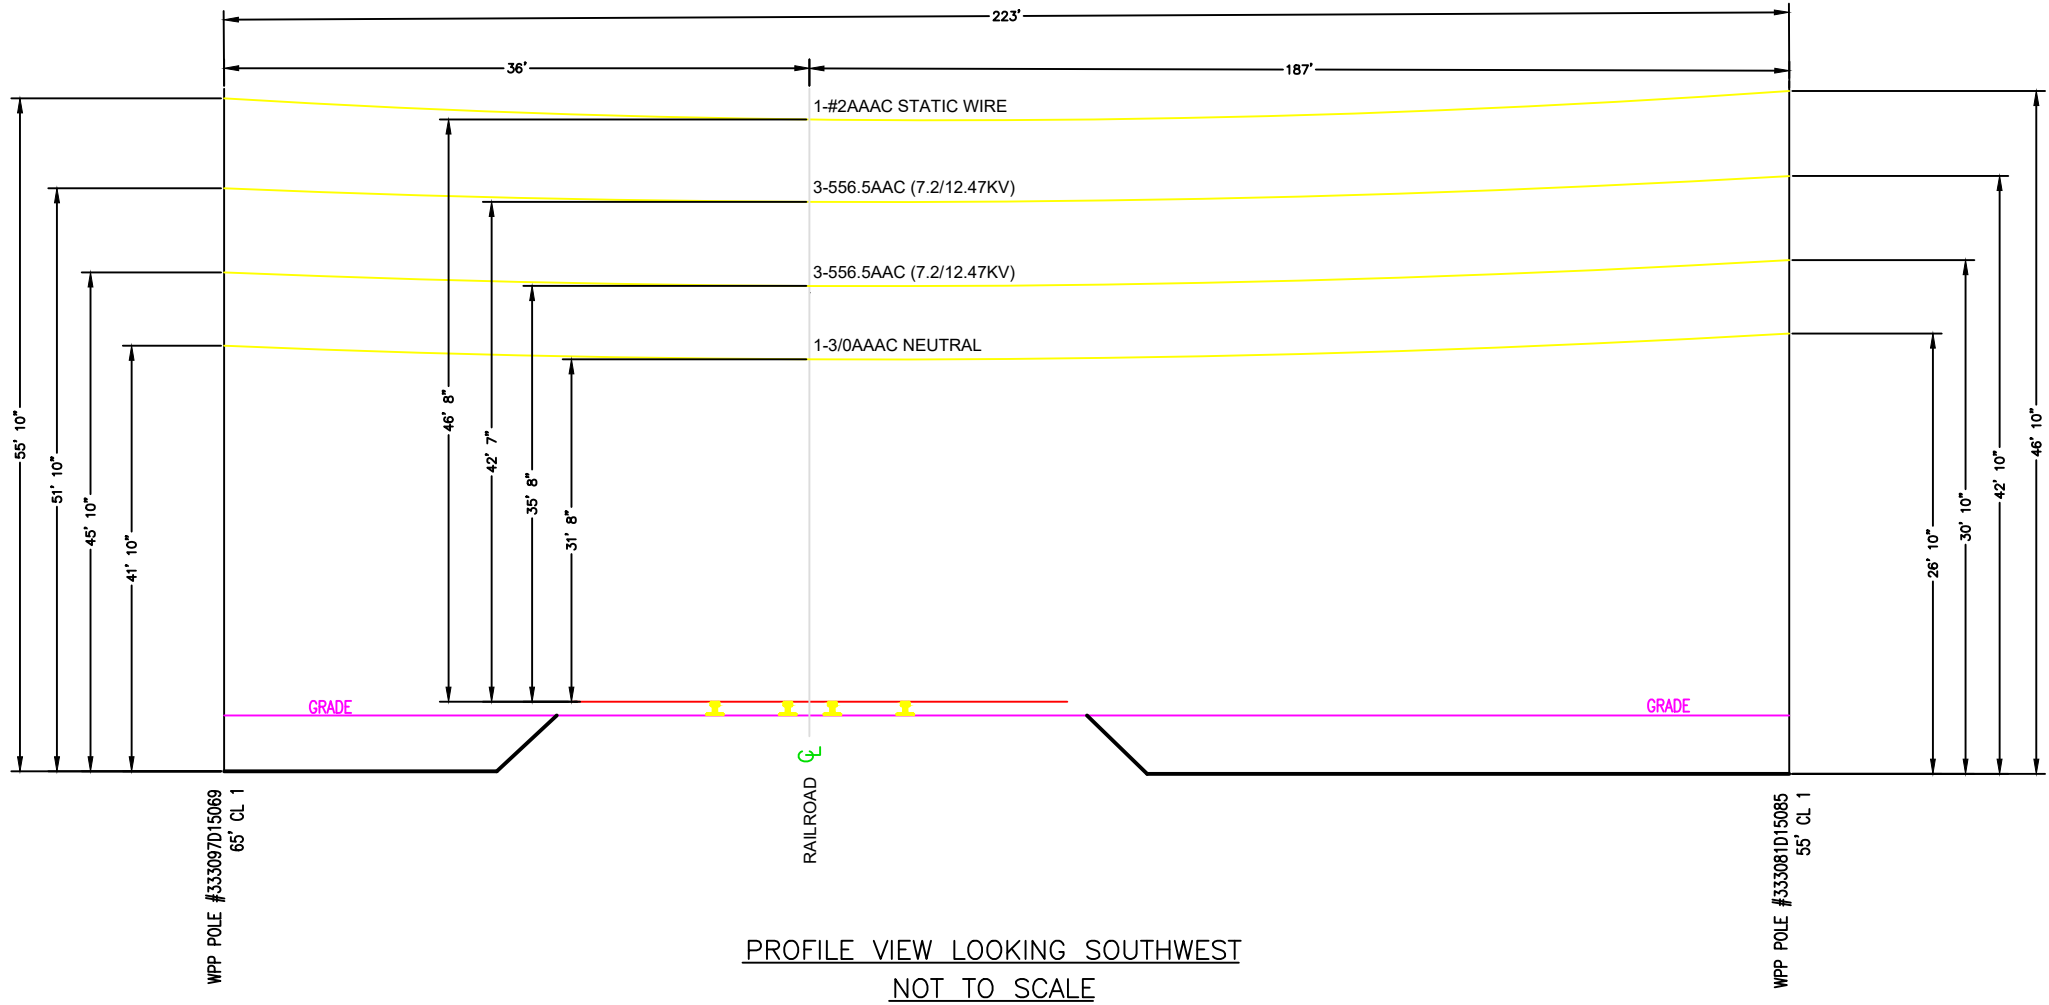 223'
36'
187'
1-#2AAAC STATIC WIRE
3-556.5AAC (7.2/12.47KV)
3-556.5AAC (7.2/12.47KV)
1-3/0AAAC NEUTRAL
55' 10"
51' 10"
45' 10"
41' 10"
46' 8"
42' 7"
35' 8"
31' 8"
26' 10"
30' 10"
42' 10"
46' 10"
GRADE
GRADE
CL
RAILROAD
WPP POLE #333097D15069
65' CL 1
WPP POLE #333081D15085
55' CL 1
PROFILE VIEW LOOKING SOUTHWEST
NOT TO SCALE